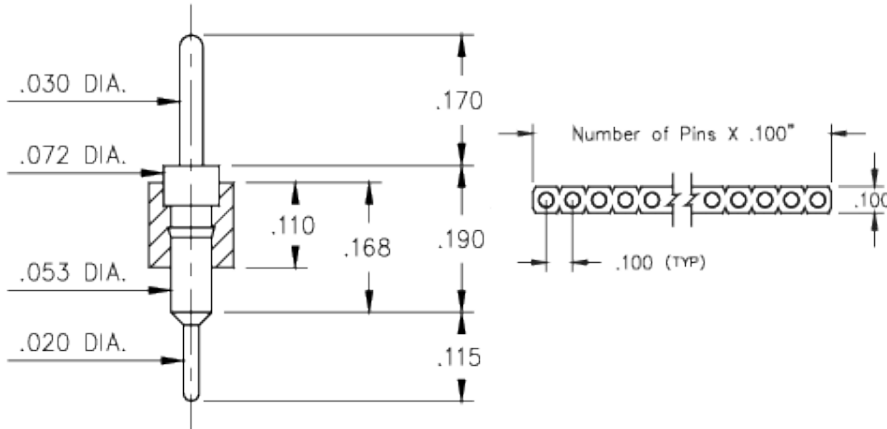 .030 DIA.
.072 DIA.
.053 DIA.
.020 DIA.
.170
.110
.168
.190
.115
Number of Pins X .100"
.100
.100 (TYP)